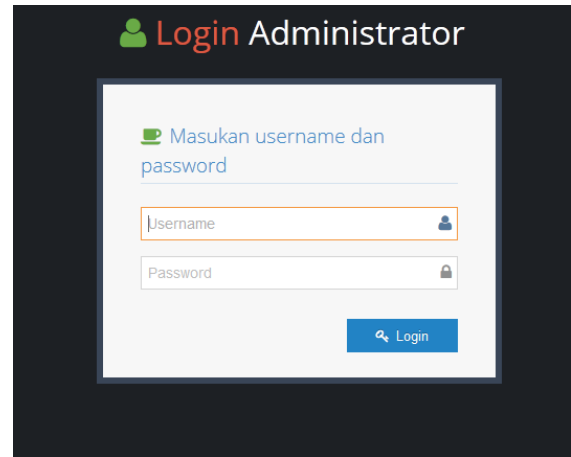 Login Administrator
Masukan username dan
password
Username
Password
Login